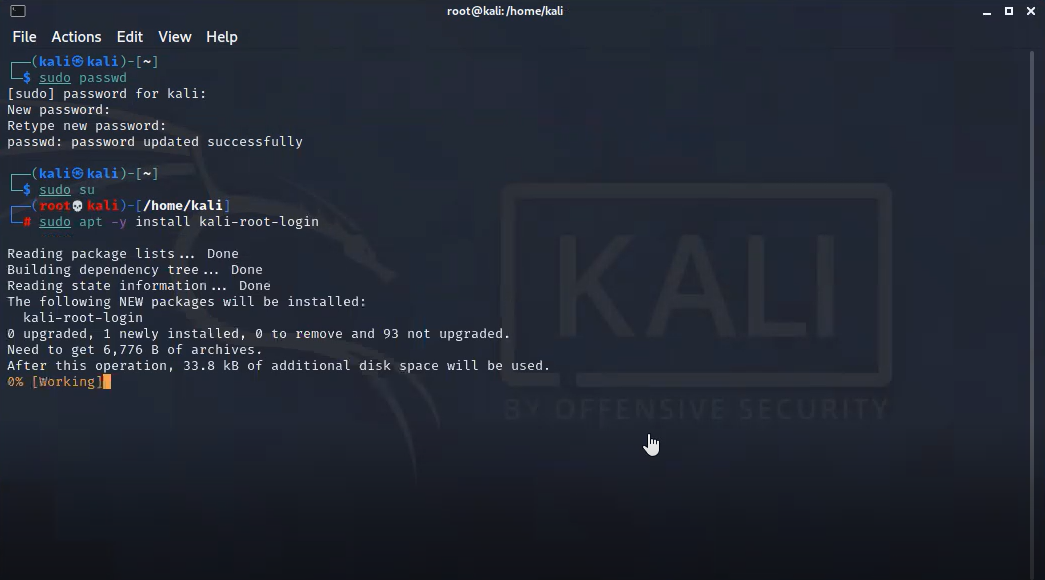 root@kali: /home/kali
File Actions Edit View Help
┌──(kali㉿kali)-[~]
└─$ sudo passwd
[sudo] password for kali:
New password:
Retype new password:
passwd: password updated successfully
┌──(kali㉿kali)-[~]
└─$ sudo su
┌──(root💀kali)-[/home/kali]
└─# sudo apt -y install kali-root-login
Reading package lists... Done
Building dependency tree... Done
Reading state information... Done
The following NEW packages will be installed:
kali-root-login
0 upgraded, 1 newly installed, 0 to remove and 93 not upgraded.
Need to get 6,776 B of archives.
After this operation, 33.8 kB of additional disk space will be used.
0% [Working]
KALI
BY OFFENSIVE SECURITY